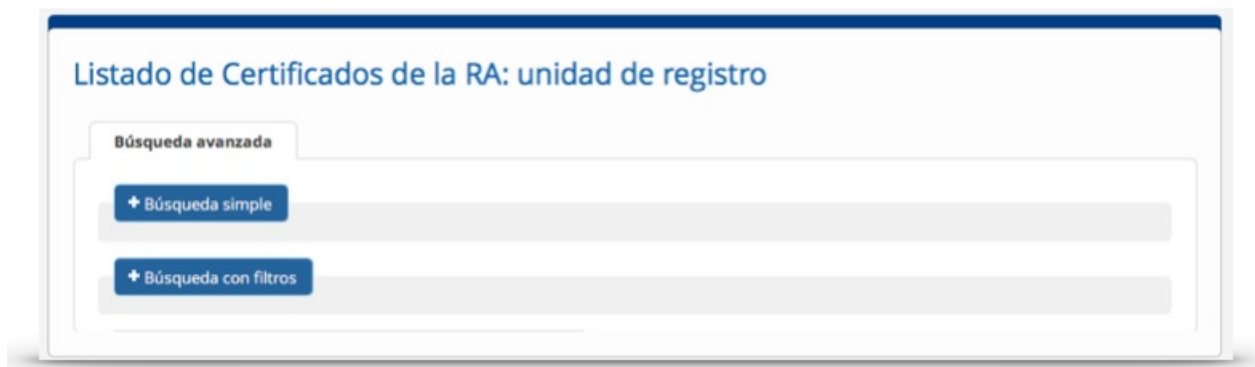 Listado de Certificados de la RA: unidad de registro
Búsqueda avanzada
+ Búsqueda simple
+ Búsqueda con filtros